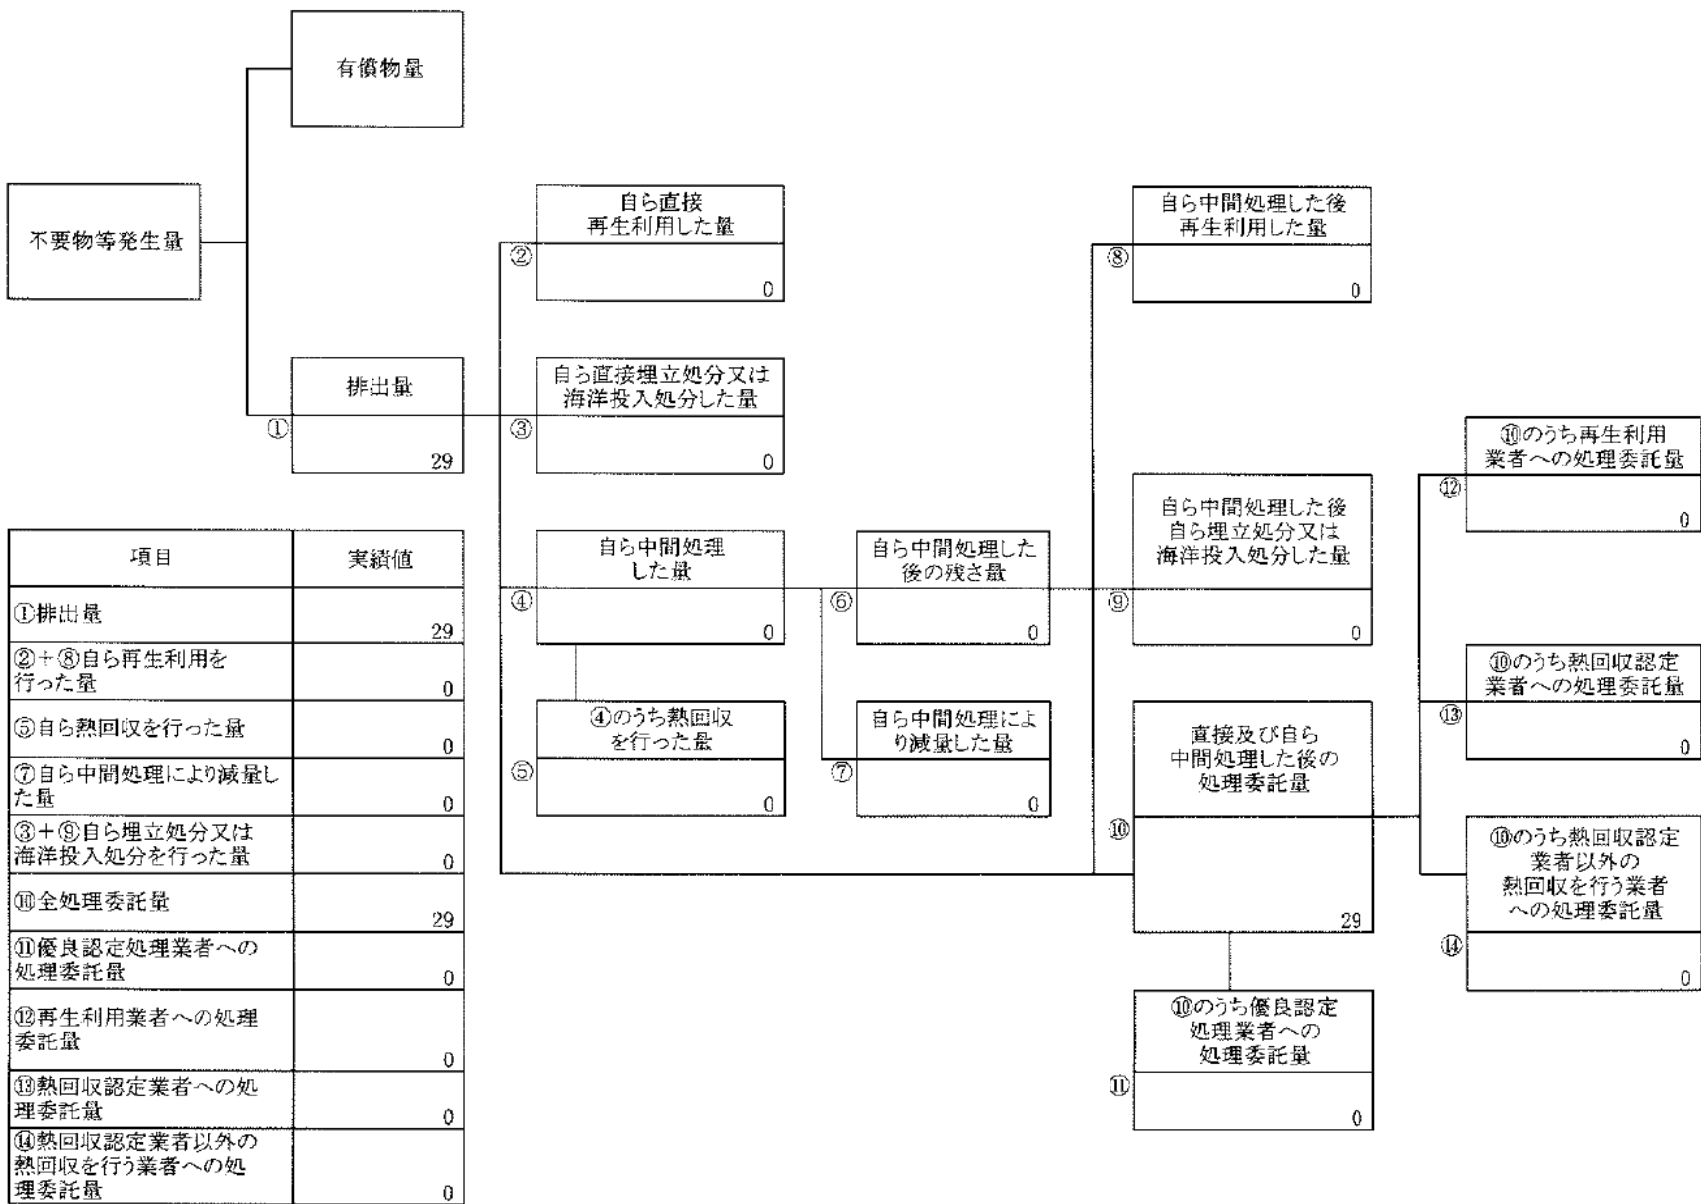 有償物量
不要物等発生量
排出量
①
29
自ら直接
再生利用した量
②
0
自ら直接埋立処分又は
海洋投入処分した量
③
0
自ら中間処理
した量
④
0
④のうち熱回収
を行った量
⑤
0
自ら中間処理した
後の残さ量
⑥
0
自ら中間処理によ
り減量した量
⑦
0
自ら中間処理した後
再生利用した量
⑧
0
自ら中間処理した後
自ら埋立処分又は
海洋投入処分した量
⑨
0
直接及び自ら
中間処理した後の
処理委託量
⑩
29
⑩のうち優良認定
処理業者への
処理委託量
⑪
0
⑩のうち再生利用
業者への処理委託量
⑫
0
⑩のうち熱回収認定
業者への処理委託量
⑬
0
⑩のうち熱回収認定
業者以外の
熱回収を行う業者
への処理委託量
⑭
0
項目 実績値
①排出量
29
②+⑧自ら再生利用を
行った量
0
⑤自ら熱回収を行った量
0
⑦自ら中間処理により減量し
た量
0
③+⑨自ら埋立処分又は
海洋投入処分を行った量
0
⑩全処理委託量
29
⑪優良認定処理業者への
処理委託量
0
⑫再生利用業者への処理
委託量
0
⑬熱回収認定業者への処
理委託量
0
⑭熱回収認定業者以外の
熱回収を行う業者への処
理委託量
0